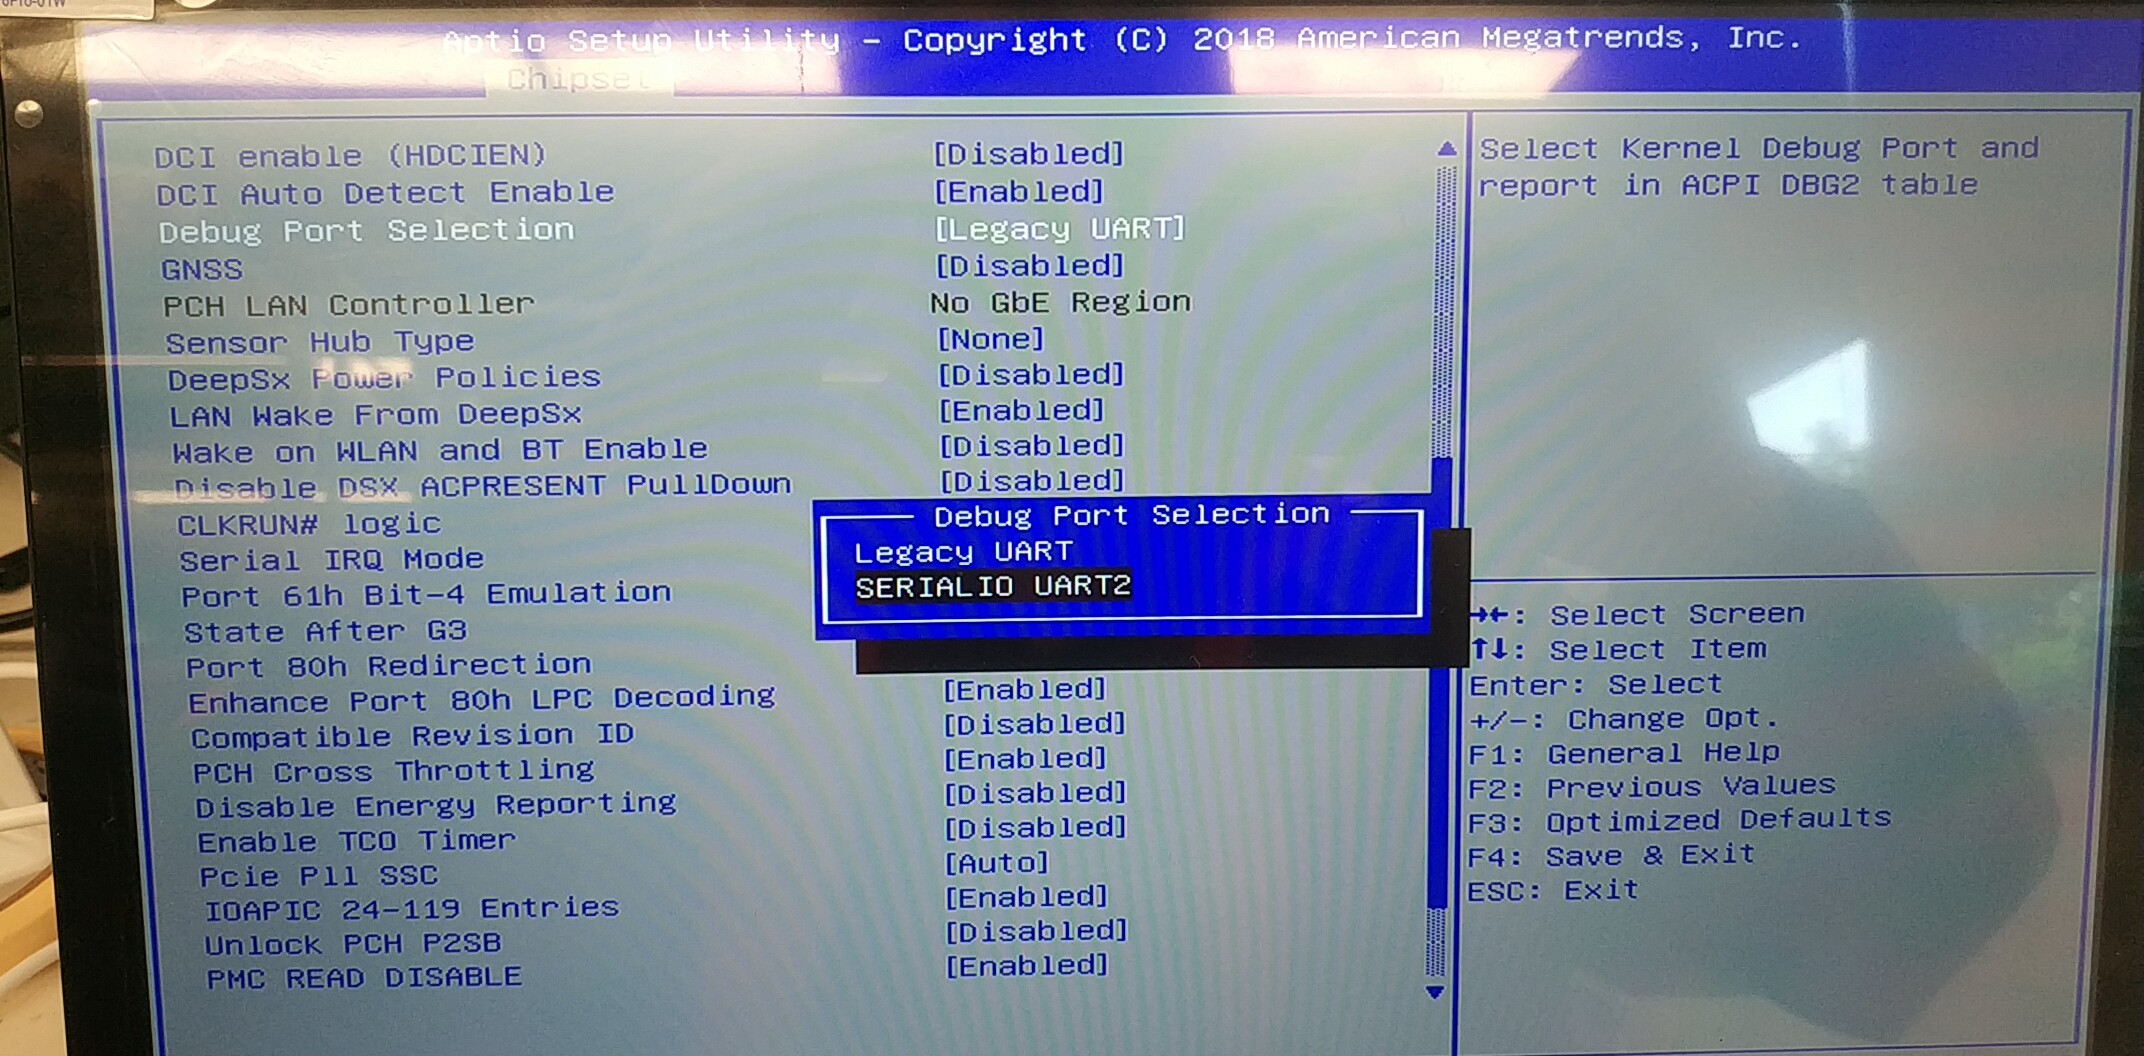 Aptio Setup Utility – Copyright (C) 2018 American Megatrends, Inc.
Chipset
DCI enable (HDCIEN) [Disabled]
DCI Auto Detect Enable [Enabled]
Debug Port Selection [Legacy UART]
GNSS [Disabled]
PCH LAN Controller No GbE Region
Sensor Hub Type [None]
DeepSx Power Policies [Disabled]
LAN Wake From DeepSx [Enabled]
Wake on WLAN and BT Enable [Disabled]
Disable DSX ACPRESENT PullDown [Disabled]
CLKRUN# logic
Serial IRQ Mode
Port 61h Bit-4 Emulation
State After G3
Port 80h Redirection
Enhance Port 80h LPC Decoding [Enabled]
Compatible Revision ID [Disabled]
PCH Cross Throttling [Enabled]
Disable Energy Reporting [Disabled]
Enable TCO Timer [Disabled]
Pcie Pll SSC [Auto]
IOAPIC 24-119 Entries [Enabled]
Unlock PCH P2SB [Disabled]
PMC READ DISABLE [Enabled]
Debug Port Selection
Legacy UART
SERIALIO UART2
Select Kernel Debug Port and
report in ACPI DBG2 table
→←: Select Screen
↑↓: Select Item
Enter: Select
+/-: Change Opt.
F1: General Help
F2: Previous Values
F3: Optimized Defaults
F4: Save & Exit
ESC: Exit